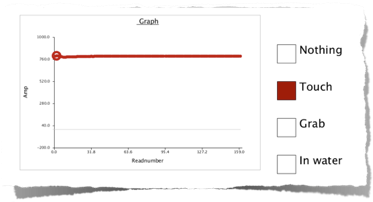 Graph
1000.0
760.0
520.0
280.0
40.0
-200.0
Amp
0.0 31.8 63.6 95.4 127.2 159.0
Readnumber
Nothing
Touch
Grab
In water